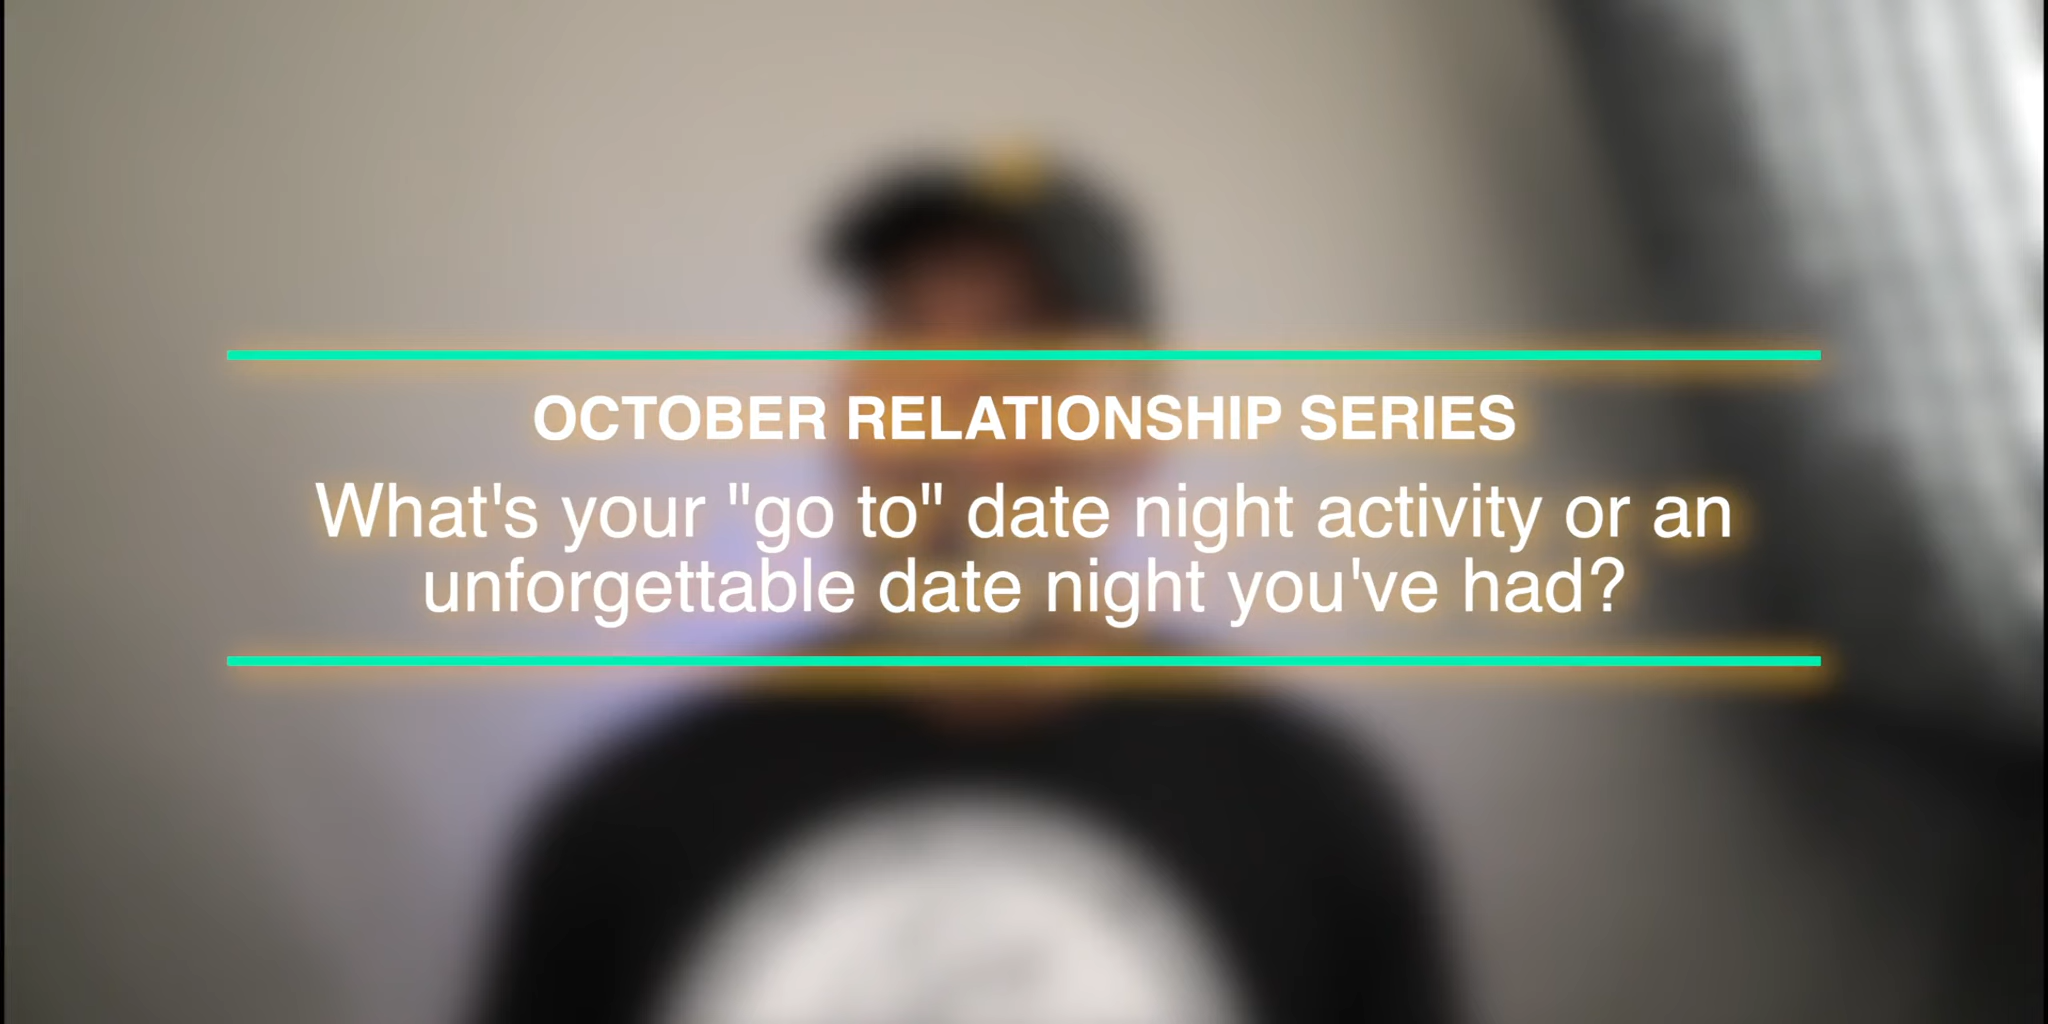 OCTOBER RELATIONSHIP SERIES
What's your "go to" date night activity or an
unforgettable date night you've had?